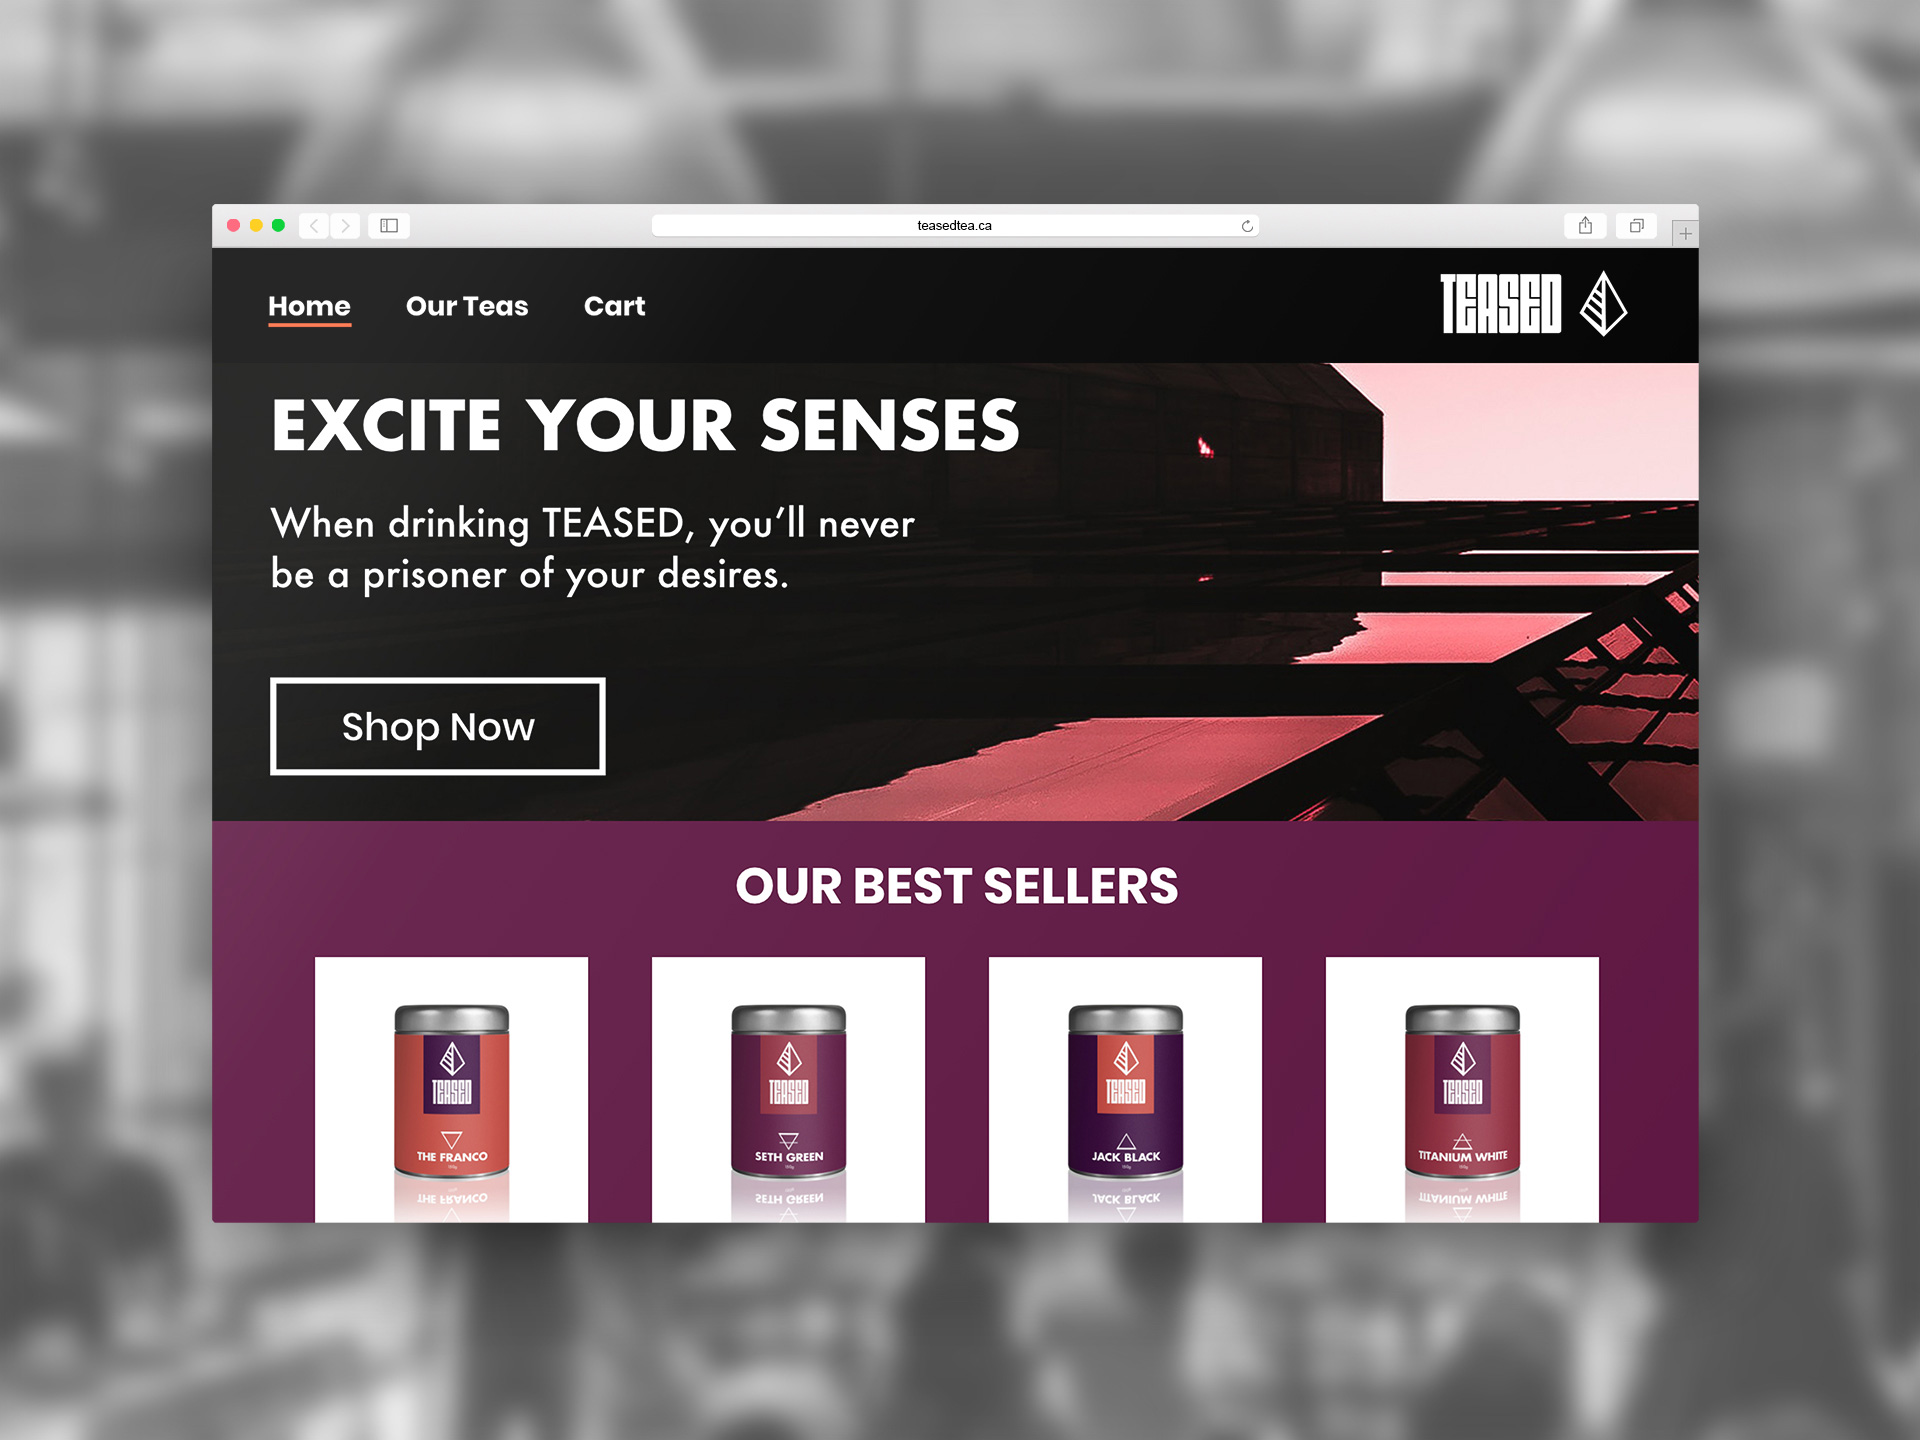 teasedtea.ca
Home
Our Teas
Cart
TEASED
EXCITE YOUR SENSES
When drinking TEASED, you'll never
be a prisoner of your desires.
Shop Now
OUR BEST SELLERS
TEASED
THE FRANCO
TEASED
SETH GREEN
TEASED
JACK BLACK
TEASED
TITANIUM WHITE